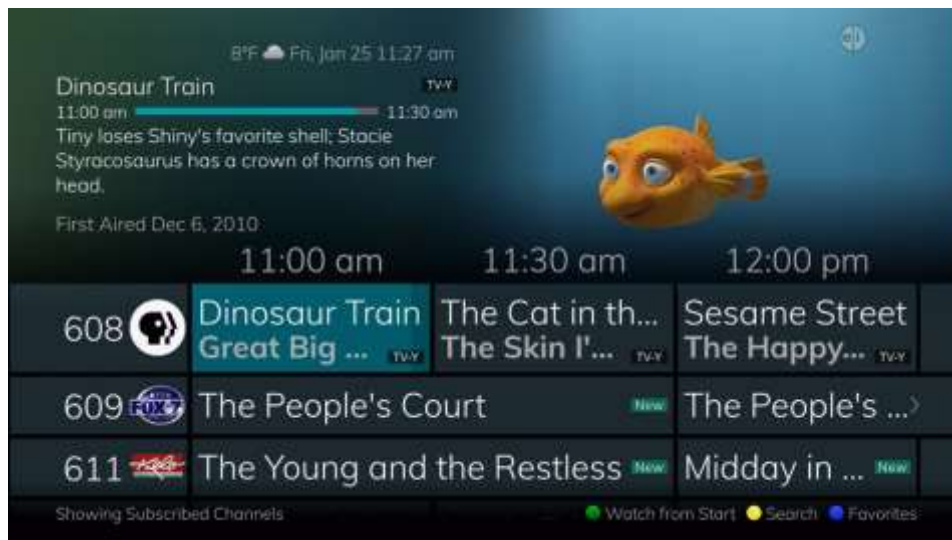 8°F Fri, Jan 25 11:27 am
Dinosaur Train TV-Y
11:00 am 11:30 am
Tiny loses Shiny's favorite shell; Stacie
Styracosaurus has a crown of horns on her
head.
First Aired Dec 6, 2010
11:00 am 11:30 am 12:00 pm
608 Dinosaur Train The Cat in th... Sesame Street
Great Big ... TV-Y The Skin I'... TV-Y The Happy... TV-Y
609 FOX The People's Court New The People's ...
611 The Young and the Restless New Midday in ... New
Showing Subscribed Channels Watch from Start Search Favorites